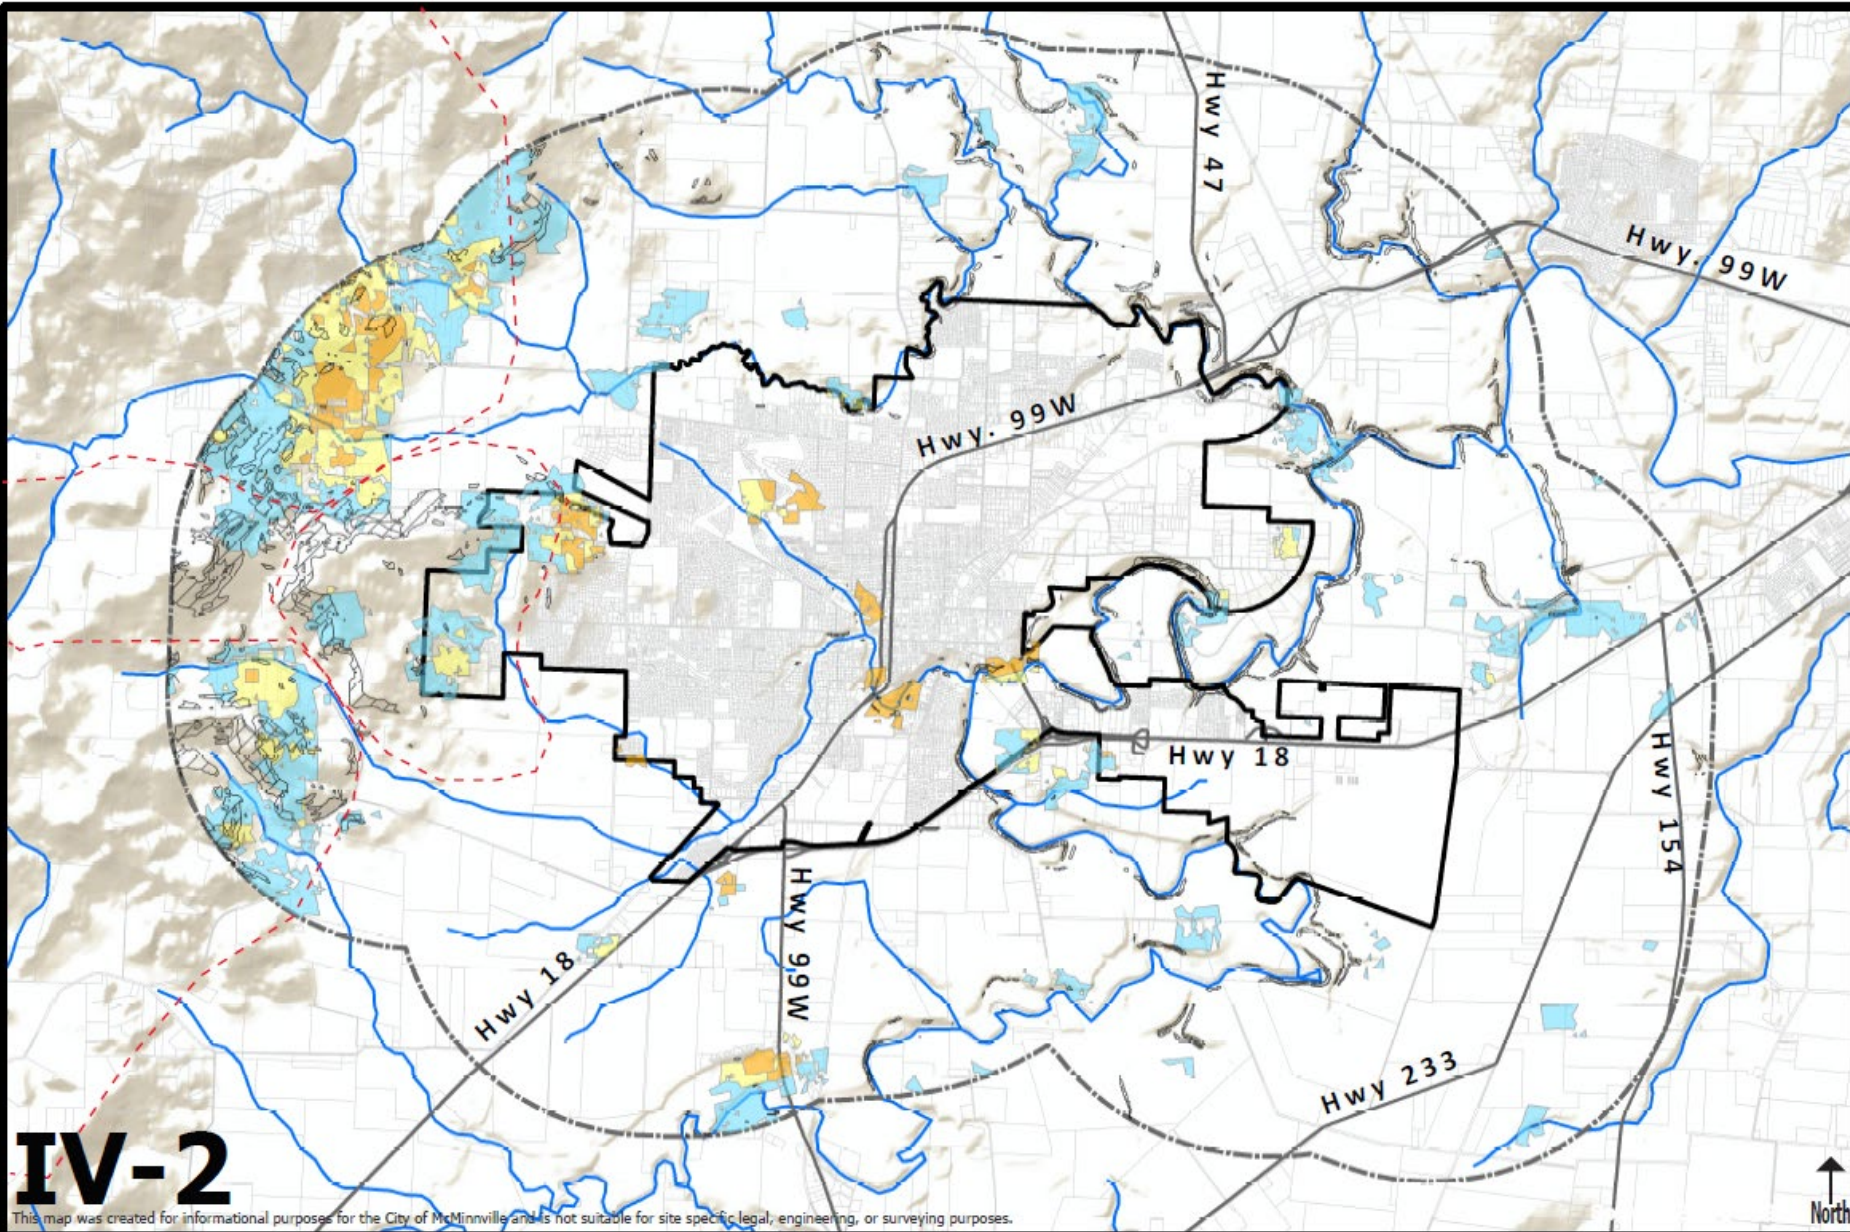 Hwy 47
Hwy. 99W
Hwy. 99W
Hwy 18
Hwy 154
Hwy 99W
Hwy 18
Hwy 233
IV-2
North
This map was created for informational purposes for the City of McMinnville and is not suitable for site specific legal, engineering, or surveying purposes.